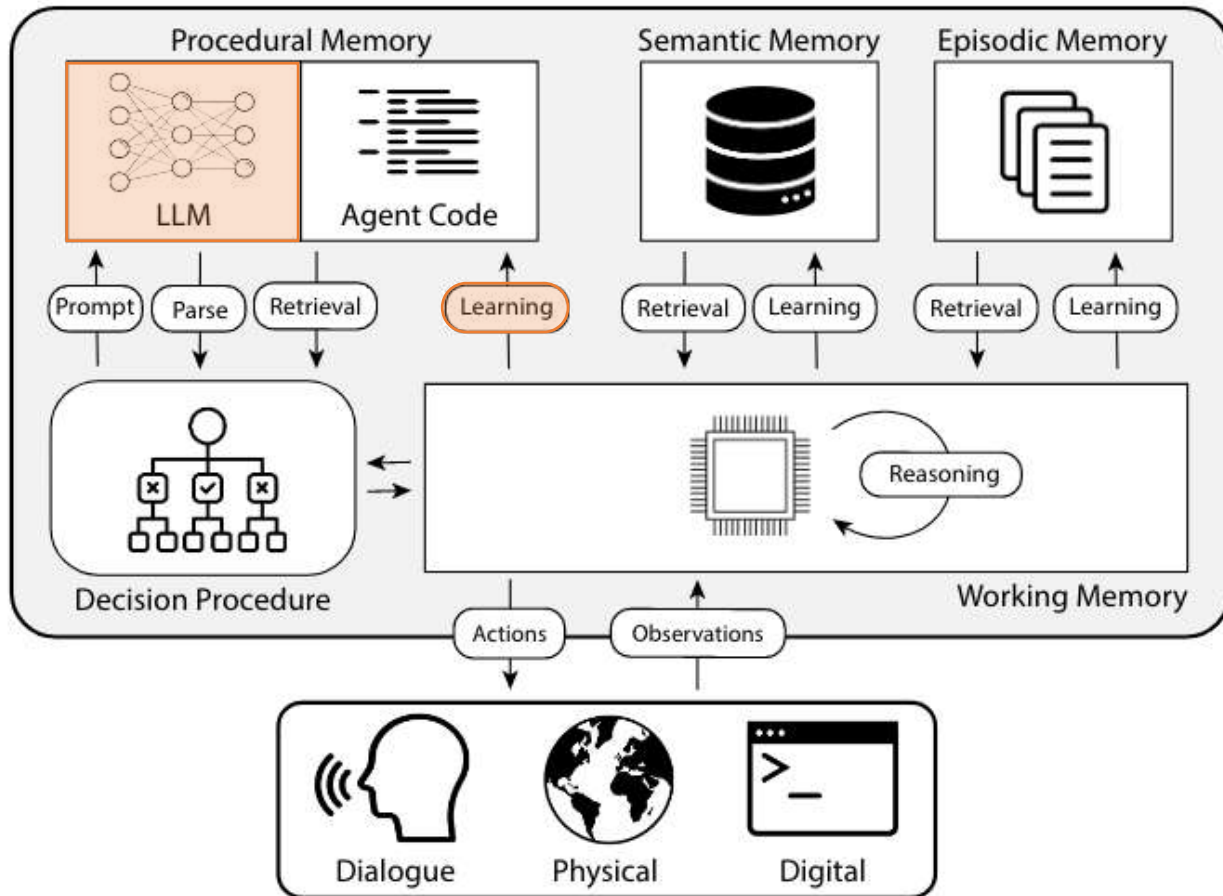 Procedural Memory
Semantic Memory
Episodic Memory
LLM
Agent Code
Prompt
Parse
Retrieval
Learning
Retrieval
Learning
Retrieval
Learning
Reasoning
Decision Procedure
Working Memory
Actions
Observations
Dialogue
Physical
Digital